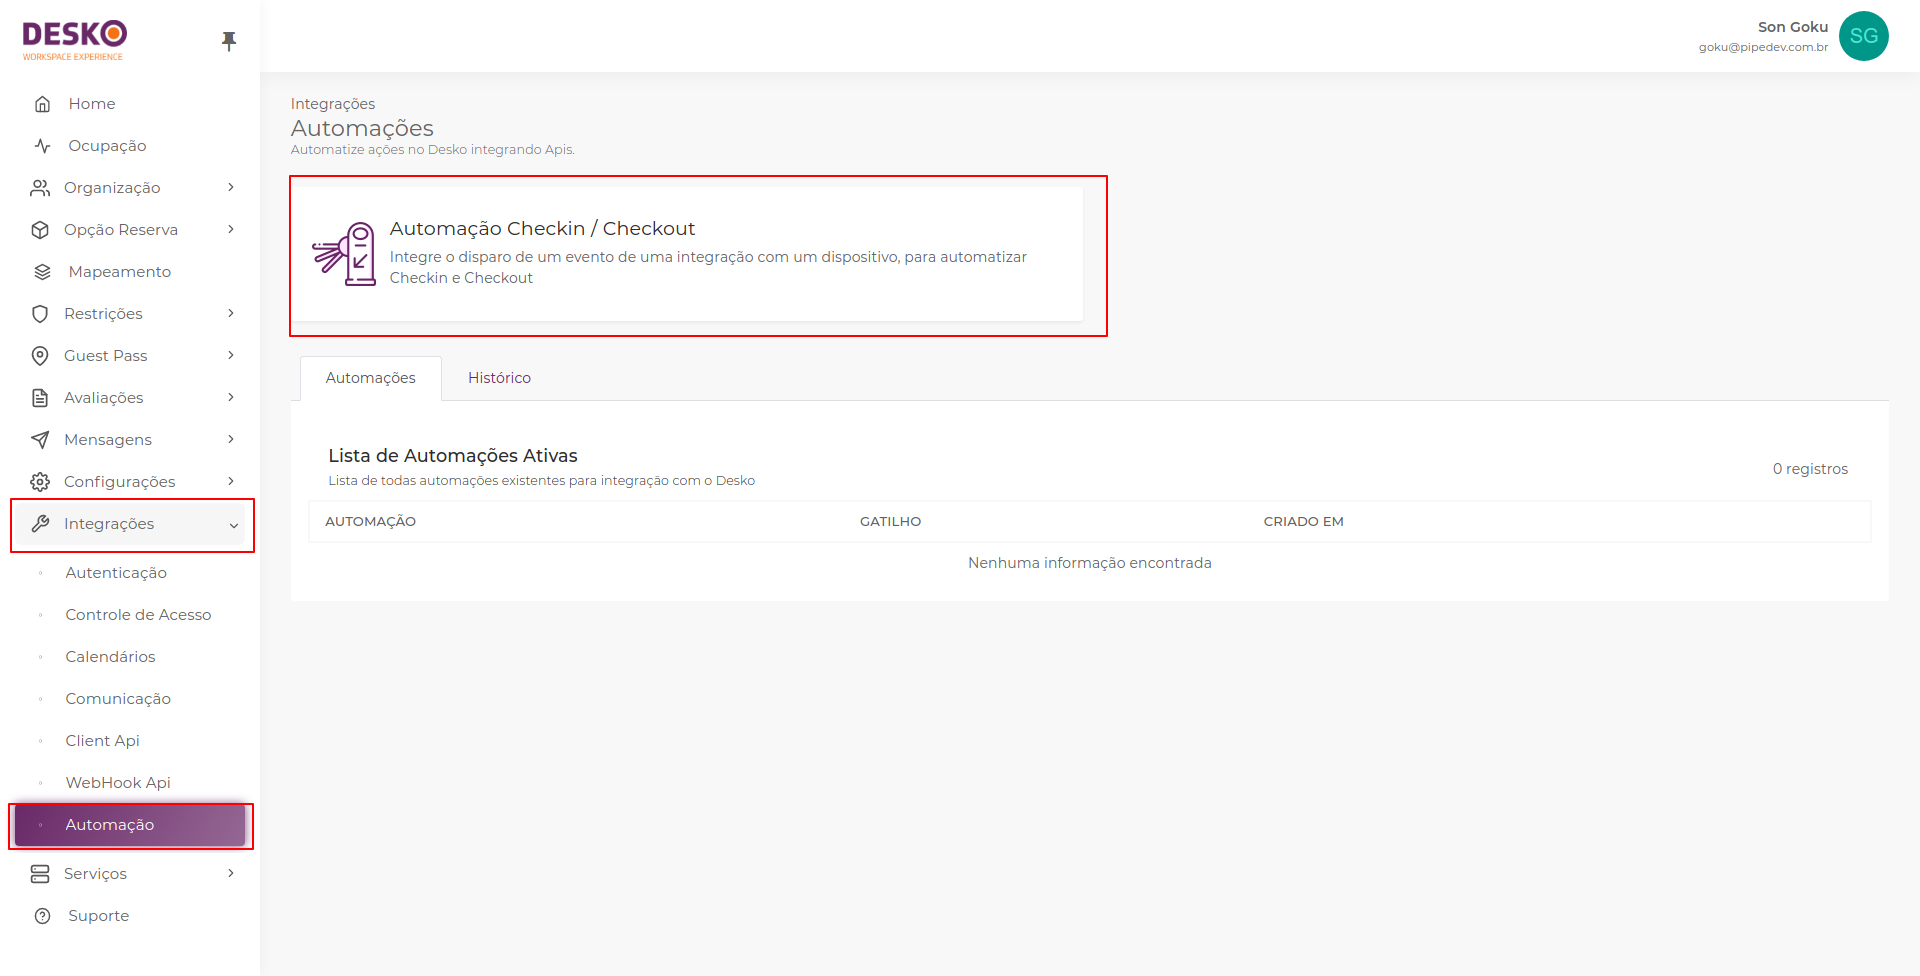 DESKO
WORKSPACE EXPERIENCE
Son Goku
goku@pipedev.com.br
SG
Home
Ocupação
Organização
Opção Reserva
Mapeamento
Restrições
Guest Pass
Avaliações
Mensagens
Configurações
Integrações
Autenticação
Controle de Acesso
Calendários
Comunicação
Client Api
WebHook Api
Automação
Serviços
Suporte
Integrações
Automações
Automatize ações no Desko integrando Apis.
Automação Checkin / Checkout
Integre o disparo de um evento de uma integração com um dispositivo, para automatizar
Checkin e Checkout
Automações Histórico
Lista de Automações Ativas
Lista de todas automações existentes para integração com o Desko
0 registros
AUTOMAÇÃO GATILHO CRIADO EM
Nenhuma informação encontrada